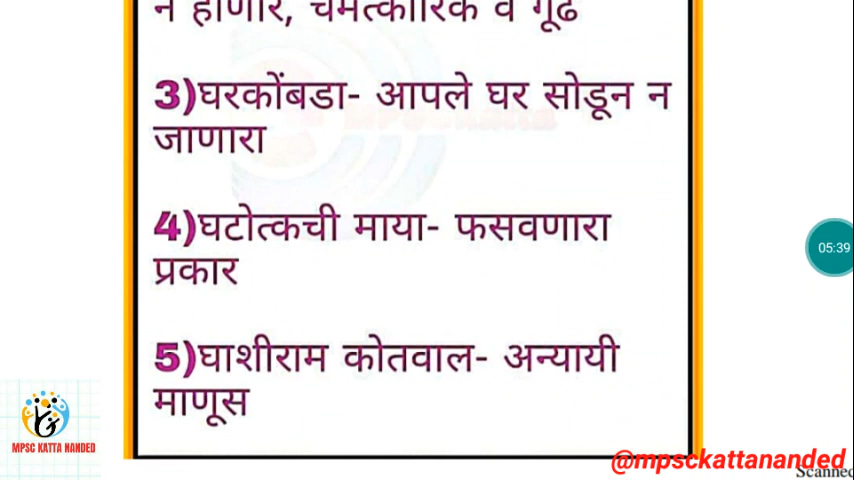 न होणारे, चमत्कारिक व गूढ
3)घरकोंबडा- आपले घर सोडून न
जाणारा
4)घटोत्कची माया- फसवणारा
प्रकार
5)घाशीराम कोतवाल- अन्यायी
माणूस
05:39
MPSC KATTA NANDED
@mpsckattananded
Scanned